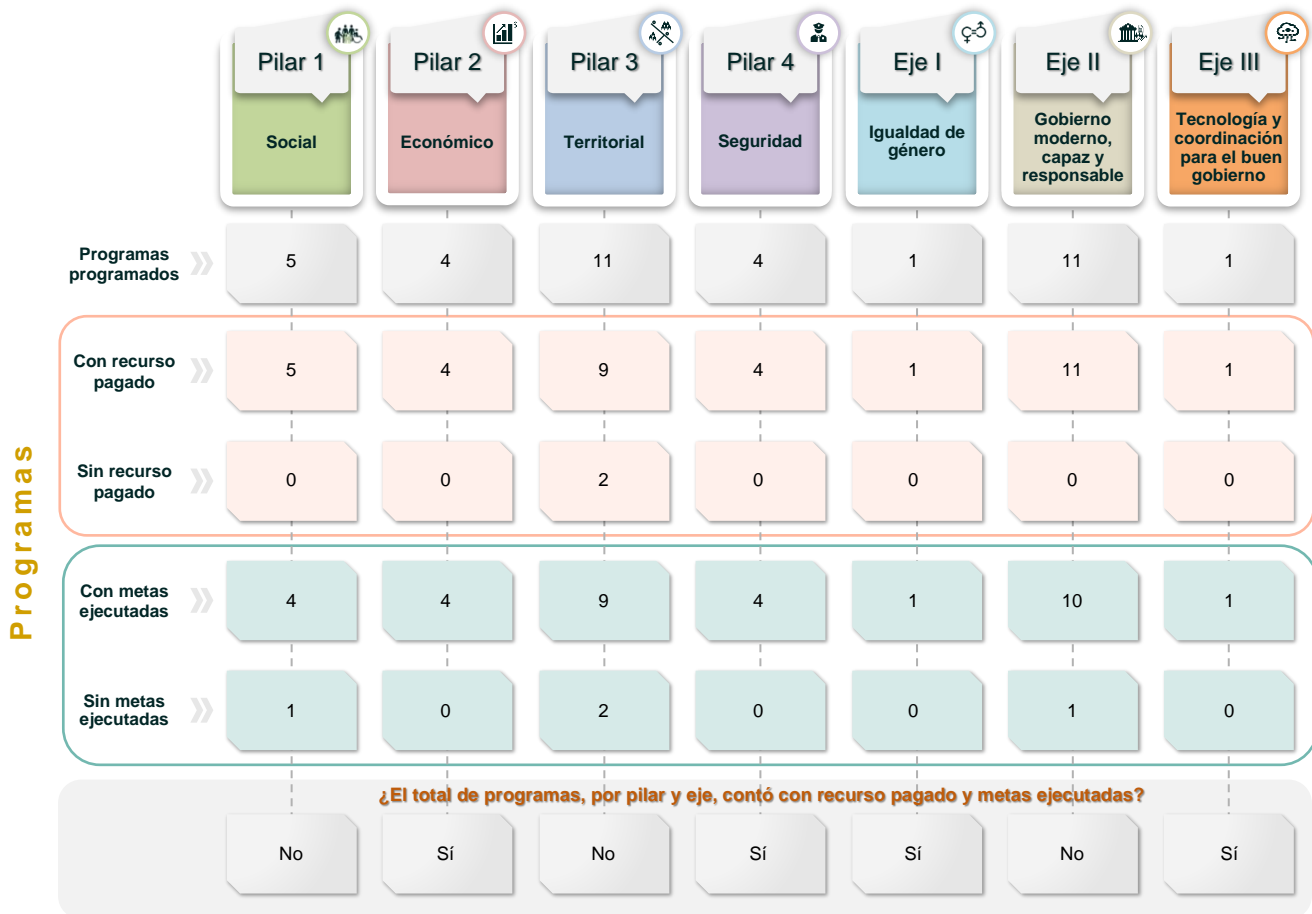 Pilar 1
Pilar 2
Pilar 3
Pilar 4
Eje I
Eje II
Eje III
Social
Económico
Territorial
Seguridad
Igualdad de
género
Gobierno
moderno,
capaz y
responsable
Tecnología y
coordinación
para el buen
gobierno
Programas
Programas
programados
5
4
11
4
1
11
1
Con recurso
pagado
5
4
9
4
1
11
1
Sin recurso
pagado
0
0
2
0
0
0
0
Con metas
ejecutadas
4
4
9
4
1
10
1
Sin metas
ejecutadas
1
0
2
0
0
1
0
¿El total de programas, por pilar y eje, contó con recurso pagado y metas ejecutadas?
No
Sí
No
Sí
Sí
No
Sí